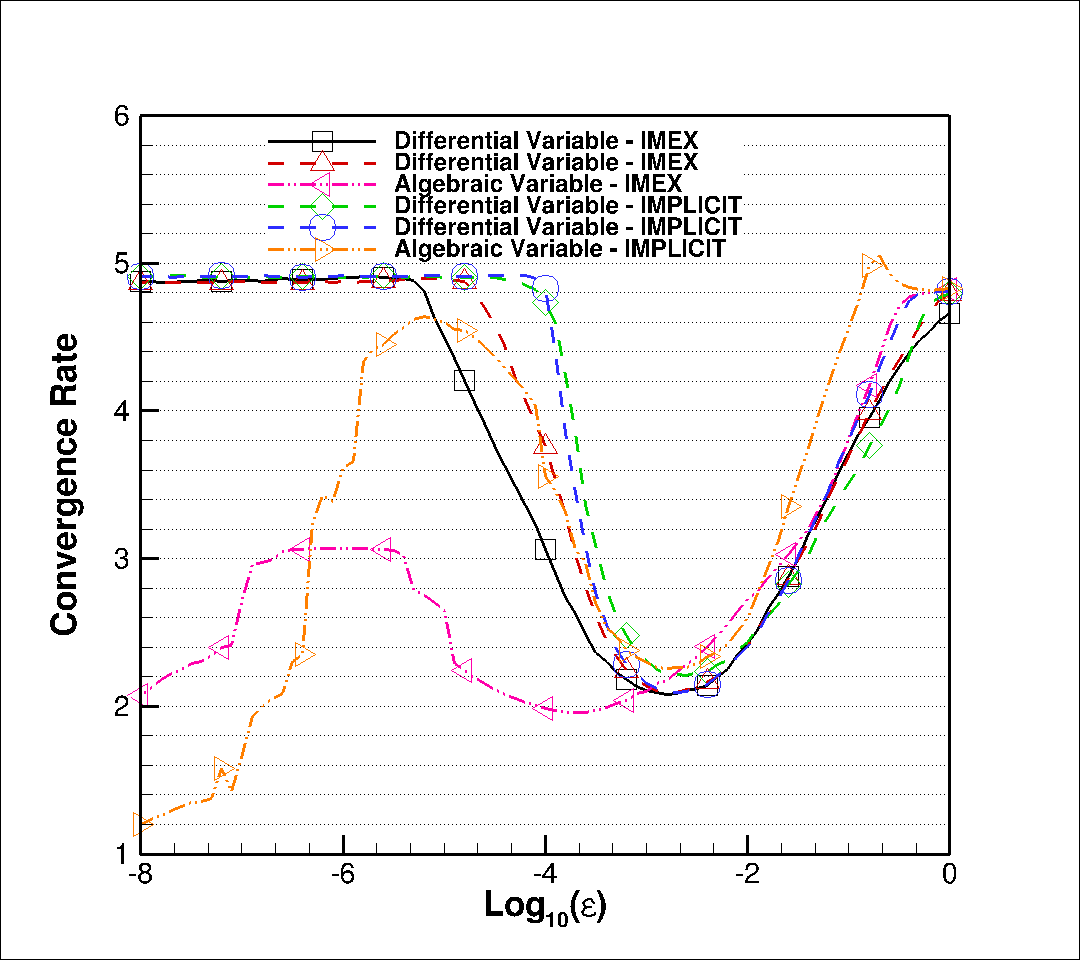 6
Differential Variable - IMEX
Differential Variable - IMEX
Algebraic Variable - IMEX
Differential Variable - IMPLICIT
Differential Variable - IMPLICIT
Algebraic Variable - IMPLICIT
5
4
3
2
1
Convergence Rate
-8 -6 -4 -2 0
Log10(ε)